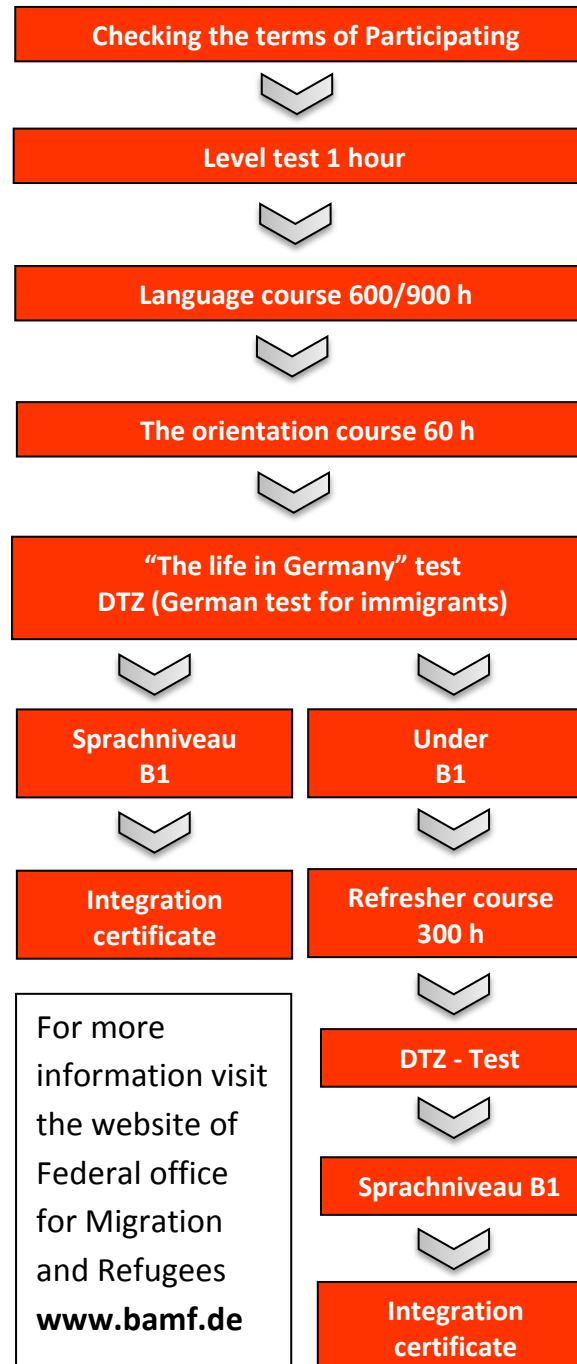 Checking the terms of Participating
Level test 1 hour
Language course 600/900 h
The orientation course 60 h
“The life in Germany” test
DTZ (German test for immigrants)
Sprachniveau
B1
Under
B1
Integration
certificate
Refresher course
300 h
For more
information visit
the website of
Federal office
for Migration
and Refugees
www.bamf.de
DTZ - Test
Sprachniveau B1
Integration
certificate